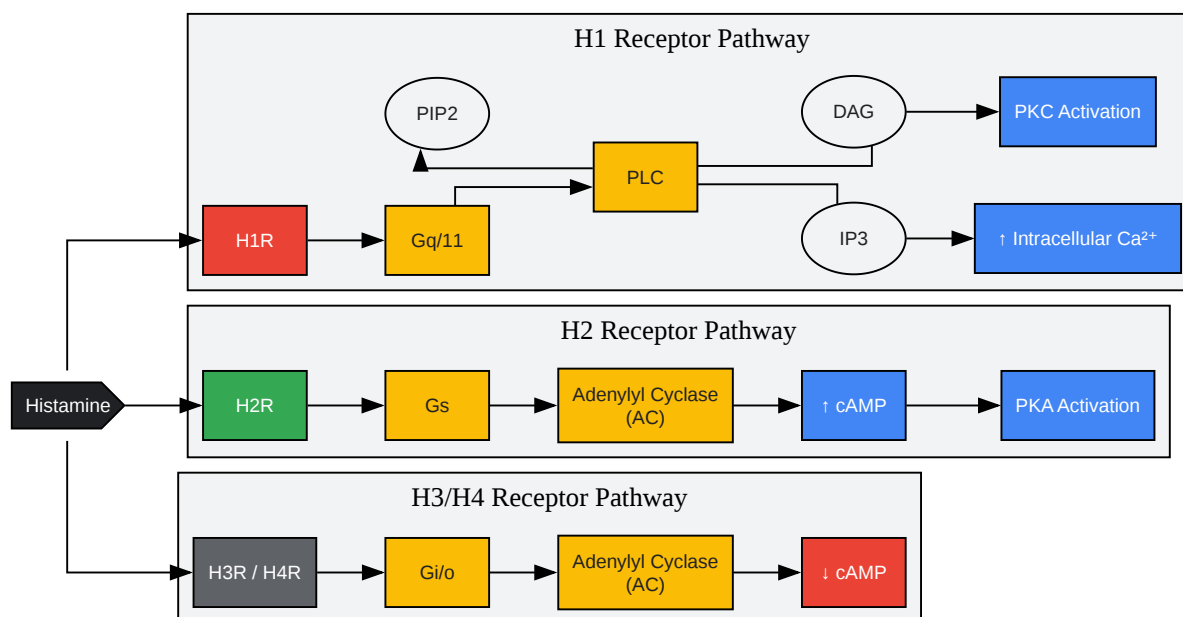 H1 Receptor Pathway
PIP2
DAG
PKC Activation
PLC
H1R
Gq/11
IP3
↑ Intracellular Ca²⁺
H2 Receptor Pathway
Histamine
H2R
Gs
Adenylyl Cyclase
(AC)
↑ cAMP
PKA Activation
H3/H4 Receptor Pathway
H3R / H4R
Gi/o
Adenylyl Cyclase
(AC)
↓ cAMP